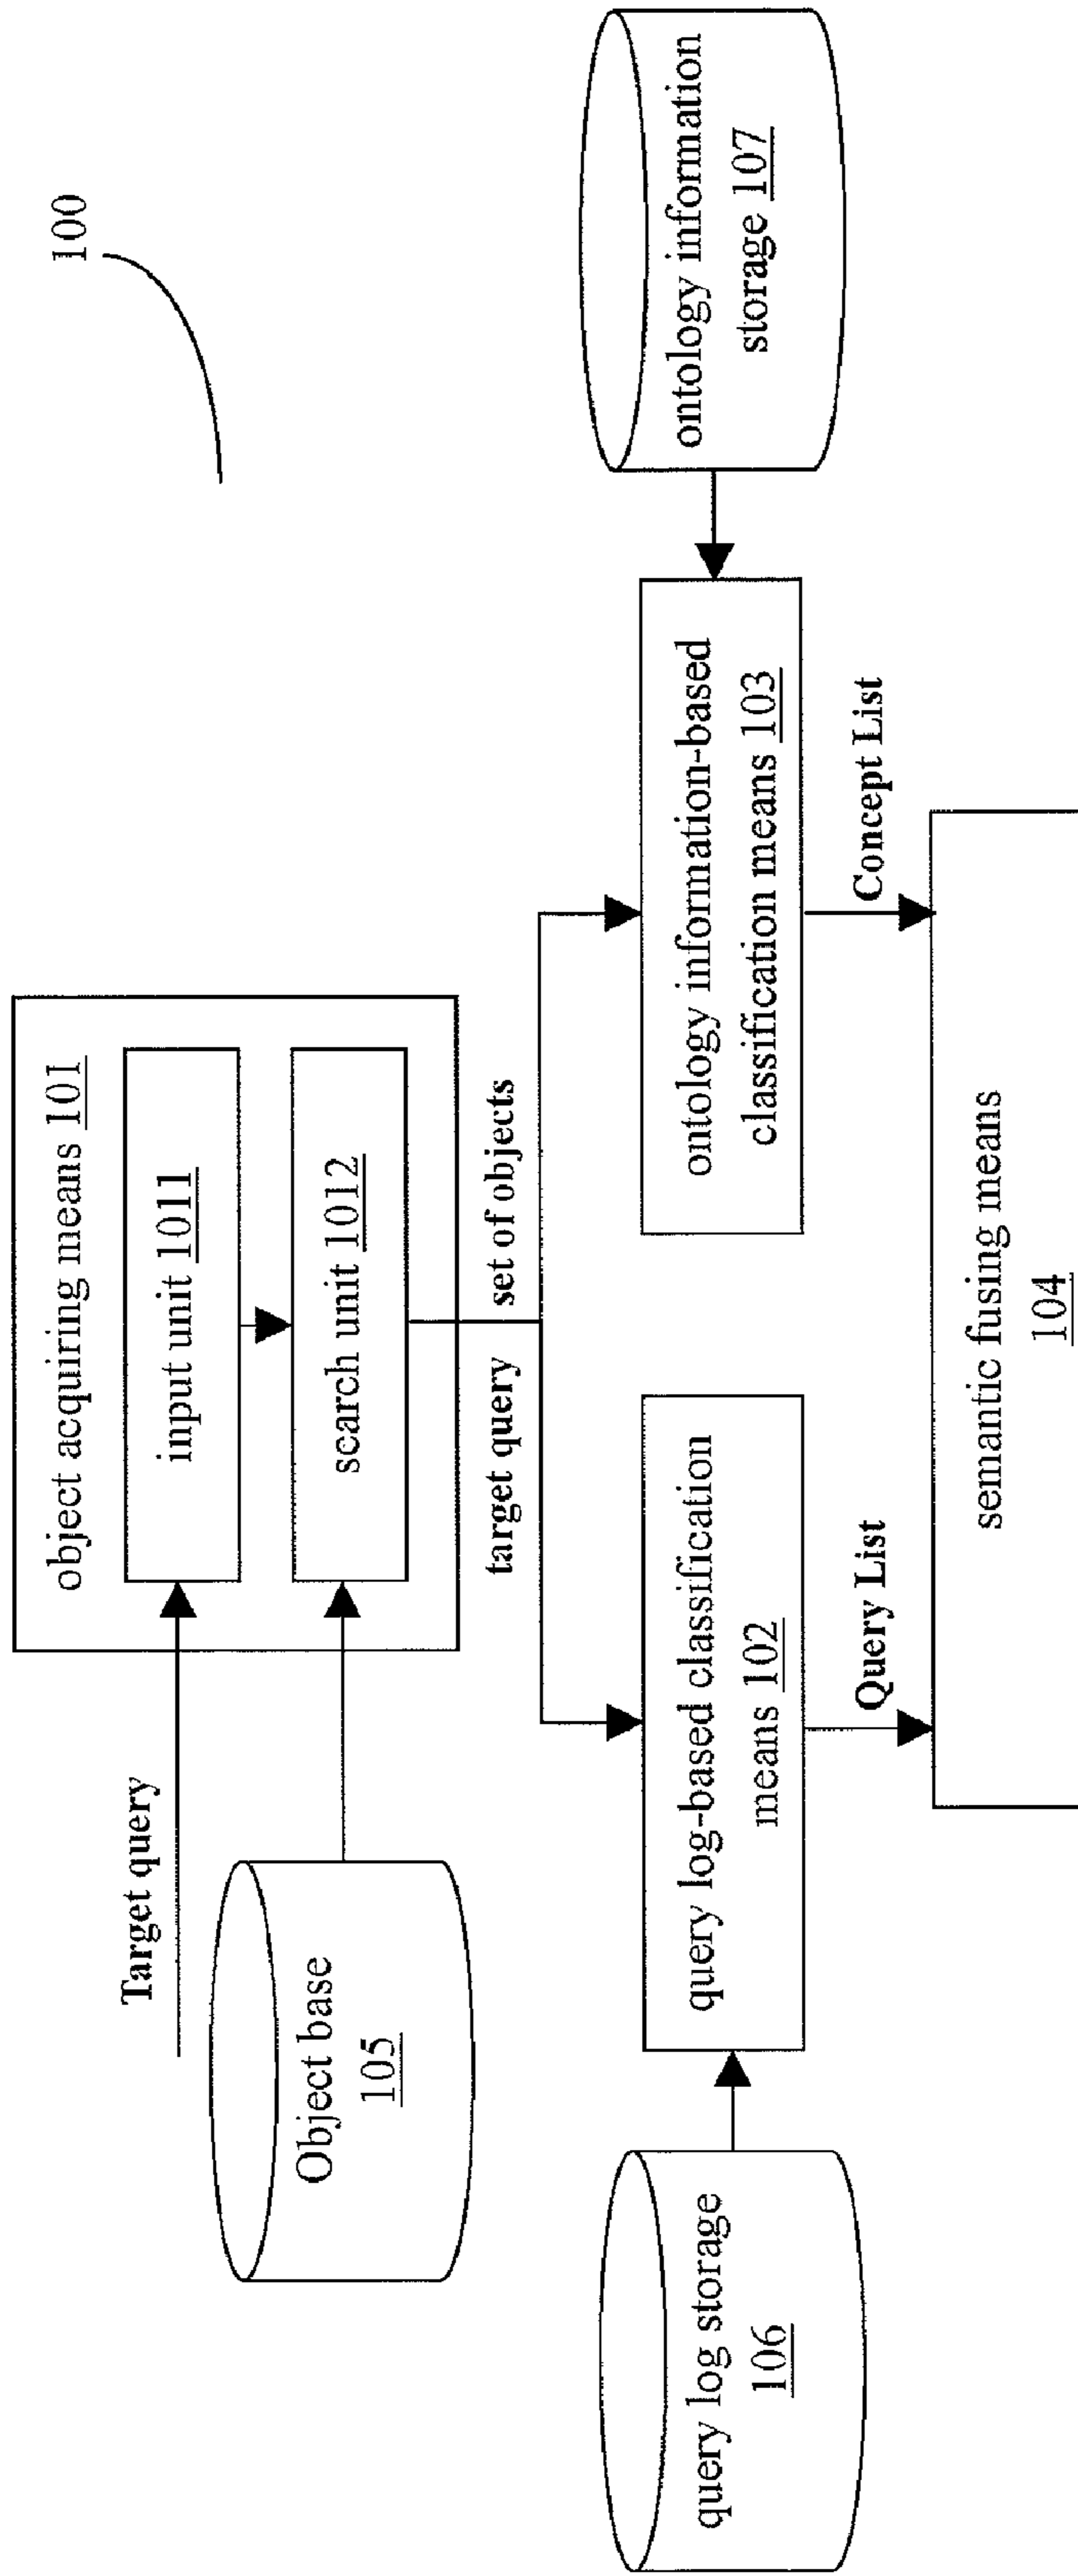 100
object acquiring means 101
Target query
input unit 1011
Object base
105
search unit 1012
target query
set of objects
query log storage
106
query log-based classification
means 102
ontology information-based
classification means 103
ontology information
storage 107
Query List
Concept List
semantic fusing means
104